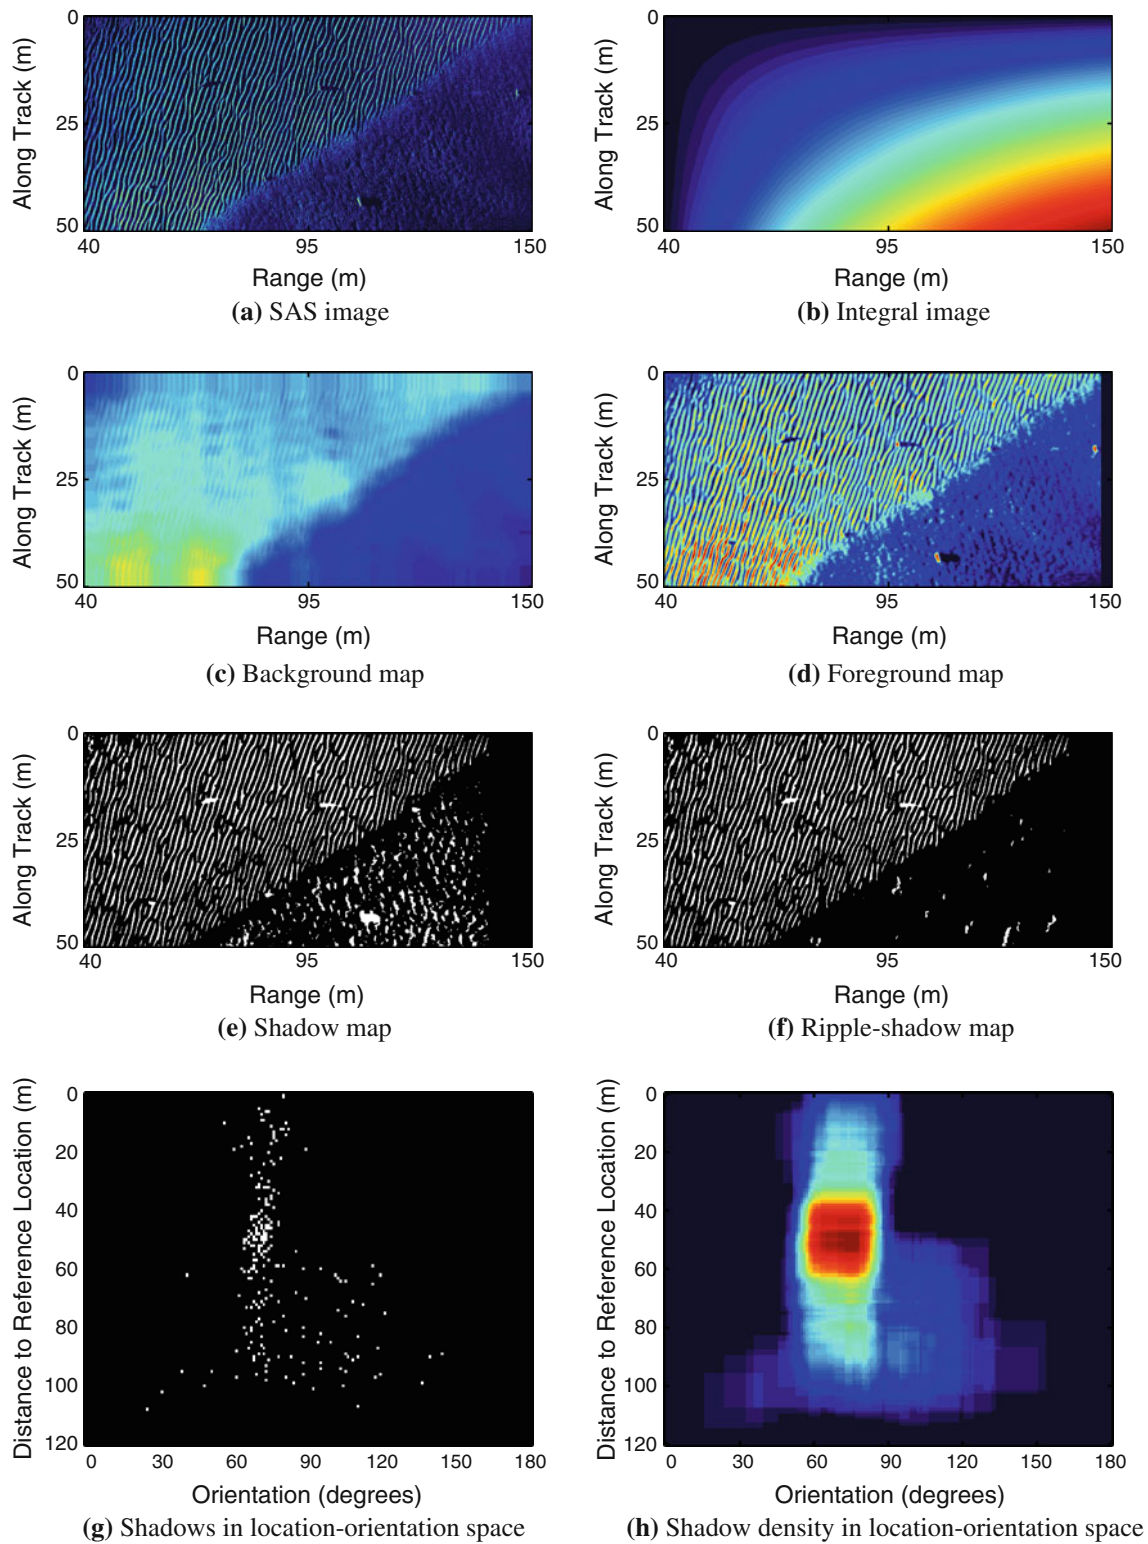 0
25
50
Along Track (m)
40 95 150
Range (m)
(a) SAS image
0
25
50
Along Track (m)
40 95 150
Range (m)
(b) Integral image
0
25
50
Along Track (m)
40 95 150
Range (m)
(c) Background map
0
25
50
Along Track (m)
40 95 150
Range (m)
(d) Foreground map
0
25
50
Along Track (m)
40 95 150
Range (m)
(e) Shadow map
0
25
50
Along Track (m)
40 95 150
Range (m)
(f) Ripple-shadow map
0
20
40
60
80
100
120
Distance to Reference Location (m)
0 30 60 90 120 150 180
Orientation (degrees)
(g) Shadows in location-orientation space
0
20
40
60
80
100
120
Distance to Reference Location (m)
0 30 60 90 120 150 180
Orientation (degrees)
(h) Shadow density in location-orientation space